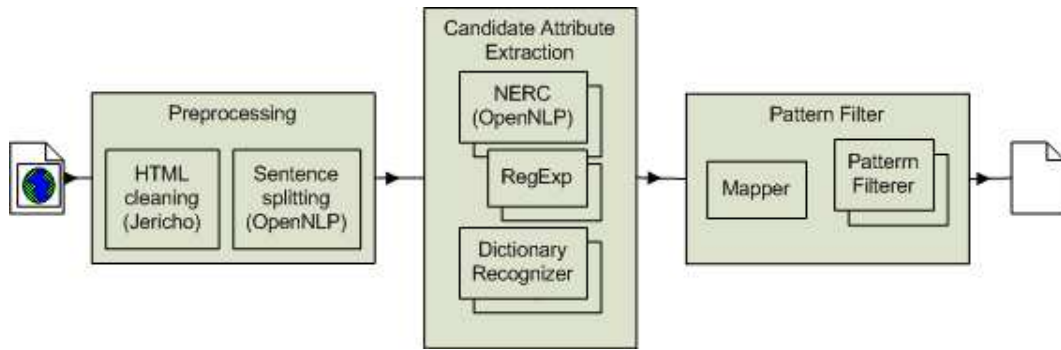 Preprocessing
HTML
cleaning
(Jericho)
Sentence
splitting
(OpenNLP)
Candidate Attribute
Extraction
NERC
(OpenNLP)
RegExp
Dictionary
Recognizer
Pattern Filter
Mapper
Pattern
Filterer